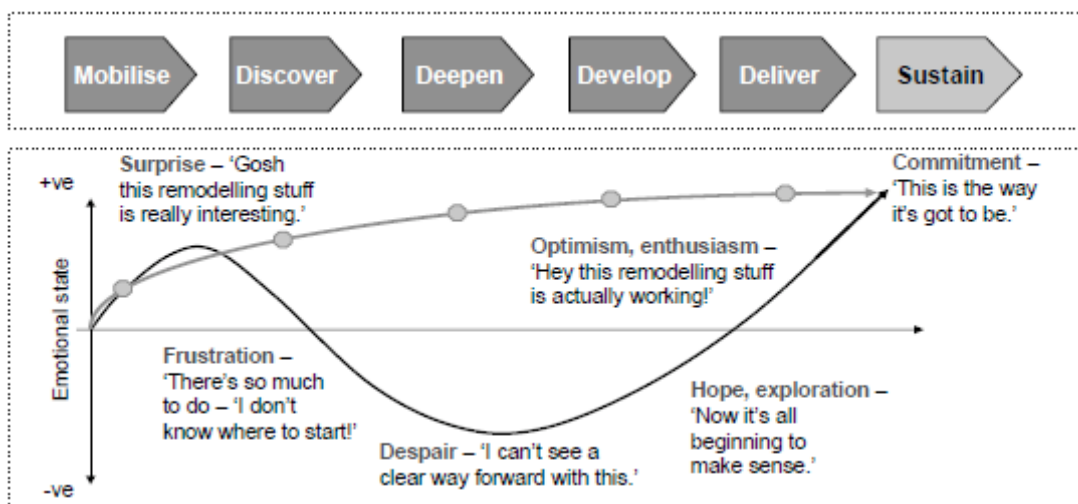 Mobilise
Discover
Deepen
Develop
Deliver
Sustain
+ve
Emotional state
-ve
Surprise – ‘Gosh
this remodelling stuff
is really interesting.’
Frustration –
‘There’s so much
to do – ‘I don’t
know where to start!’
Despair – ‘I can’t see a
clear way forward with this.’
Optimism, enthusiasm –
‘Hey this remodelling stuff
is actually working!’
Hope, exploration –
‘Now it’s all
beginning to
make sense.’
Commitment –
‘This is the way
it’s got to be.’